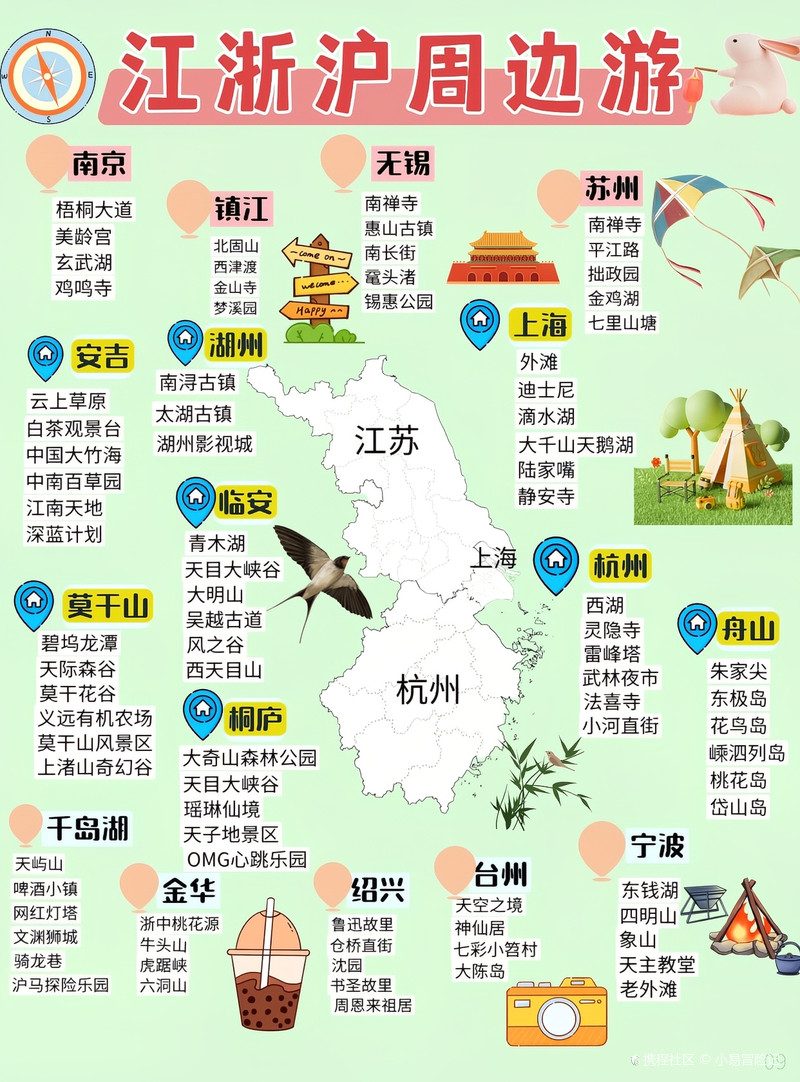 江浙沪周边游
N
W
E
S
南京
梧桐大道
美龄宫
玄武湖
鸡鸣寺
镇江
北固山
西津渡
金山寺
梦溪园
无锡
南禅寺
惠山古镇
南长街
鼋头渚
锡惠公园
come on
welcome...
Happy ^^
苏州
南禅寺
平江路
拙政园
金鸡湖
七里山塘
安吉
云上草原
白茶观景台
中国大竹海
中南百草园
江南天地
深蓝计划
湖州
南浔古镇
太湖古镇
湖州影视城
上海
外滩
迪士尼
滴水湖
大千山天鹅湖
陆家嘴
静安寺
江苏
上海
杭州
临安
青木湖
天目大峡谷
大明山
吴越古道
风之谷
西天目山
杭州
西湖
灵隐寺
雷峰塔
武林夜市
法喜寺
小河直街
舟山
朱家尖
东极岛
花鸟岛
嵊泗列岛
桃花岛
岱山岛
莫干山
碧坞龙潭
天际森谷
莫干花谷
义远有机农场
莫干山风景区
上渚山奇幻谷
桐庐
大奇山森林公园
天目大峡谷
瑶琳仙境
天子地景区
OMG心跳乐园
千岛湖
天屿山
啤酒小镇
网红灯塔
文渊狮城
骑龙巷
沪马探险乐园
金华
浙中桃花源
牛头山
虎踞峡
六洞山
绍兴
鲁迅故里
仓桥直街
沈园
书圣故里
周恩来祖居
台州
天空之境
神仙居
七彩小箬村
大陈岛
宁波
东钱湖
四明山
象山
天主教堂
老外滩
携程社区 © 小易冒险
09